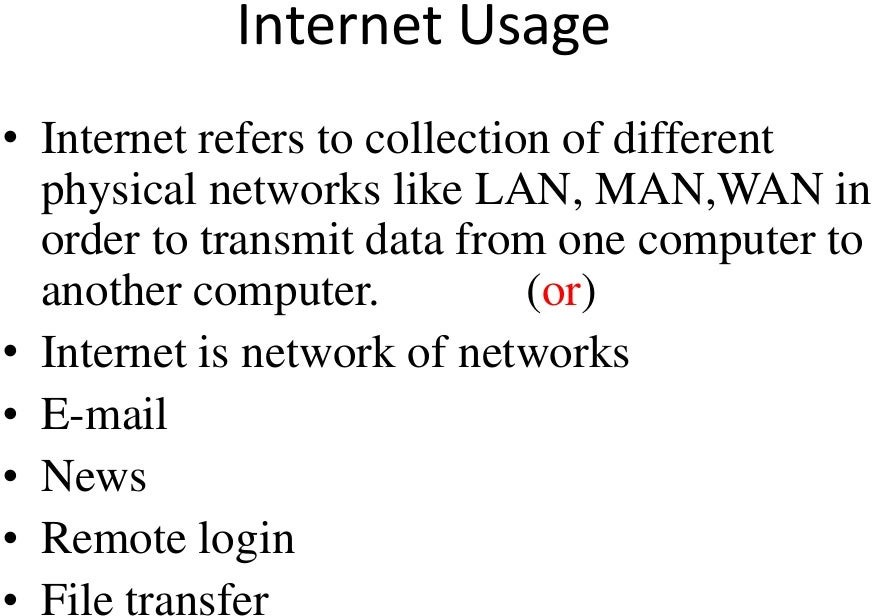 Internet Usage
• Internet refers to collection of different
physical networks like LAN, MAN,WAN in
order to transmit data from one computer to
another computer. (or)
• Internet is network of networks
• E-mail
• News
• Remote login
• File transfer